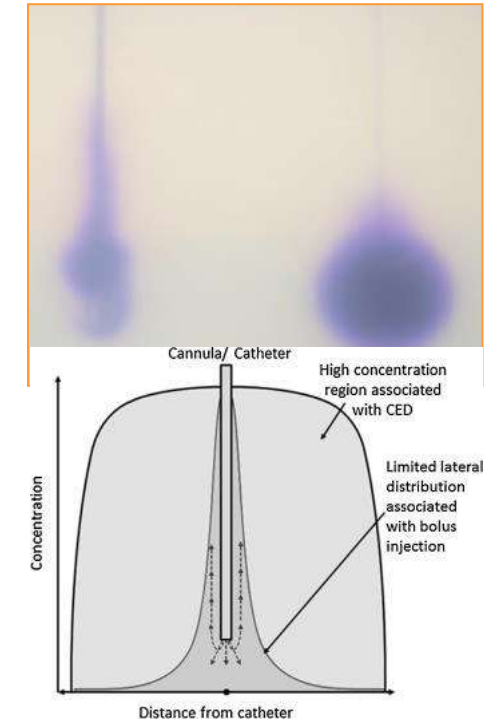 Cannula/ Catheter
High concentration
region associated
with CED
Limited lateral
distribution
associated
with bolus
injection
Concentration
Distance from catheter